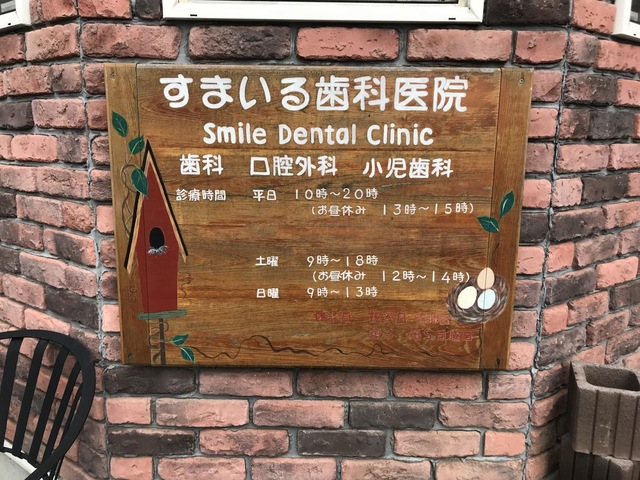 すまいる歯科医院
Smile Dental Clinic
歯科 口腔外科 小児歯科
診療時間 平日 10時～20時
(お昼休み 13時～15時)
土曜 9時～18時
(お昼休み 12時～14時)
日曜 9時～13時